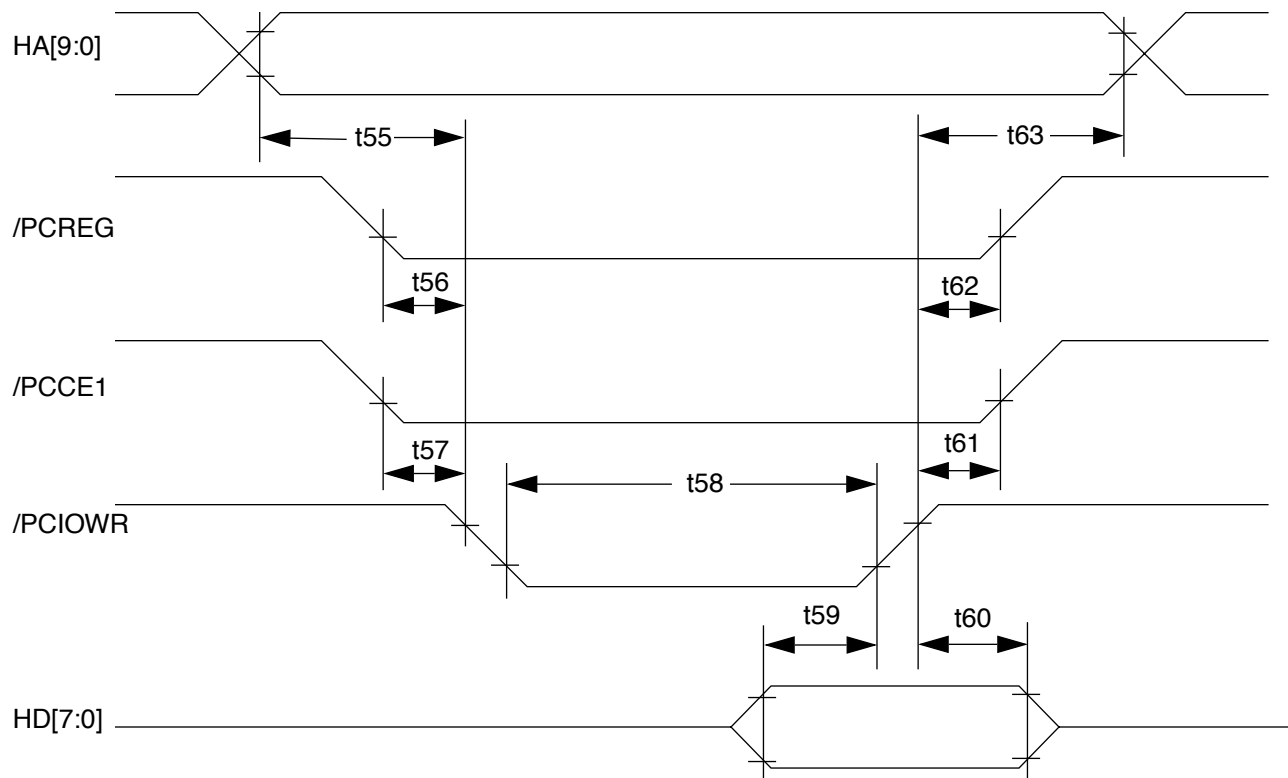 HA[9:0]
t55
t63
/PCREG
t56
t62
/PCCE1
t57
t61
t58
/PCIOWR
t59
t60
HD[7:0]